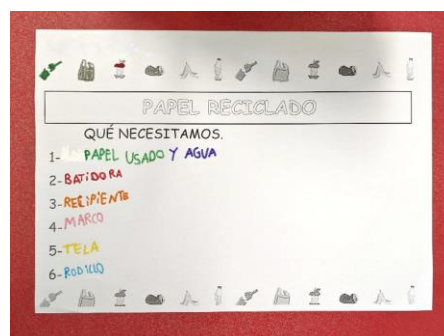 PAPEL RECICLADO
QUÉ NECESITAMOS.
1- PAPEL USADO Y AGUA
2-BATIDORA
3-RECIPIENTE
4-MARCO
5-TELA
6-RODILLO